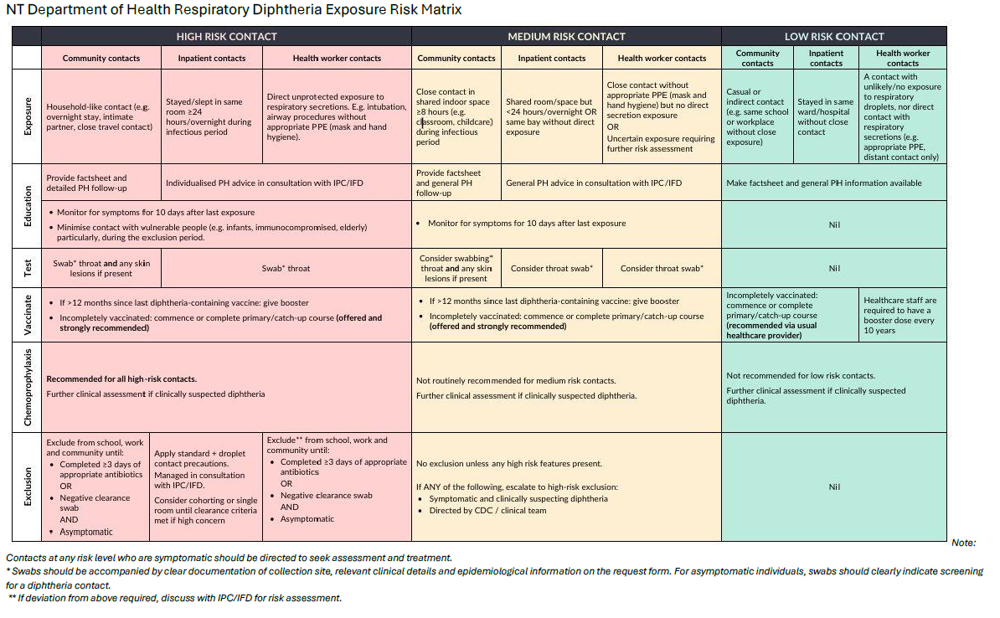 NT Department of Health Respiratory Diphtheria Exposure Risk Matrix
HIGH RISK CONTACT
MEDIUM RISK CONTACT
LOW RISK CONTACT
Community contacts
Inpatient contacts
Health worker contacts
Community contacts
Inpatient contacts
Health worker contacts
Community
contacts
Inpatient
contacts
Health worker
contacts
Exposure
Household-like contact (e.g.
overnight stay, intimate
partner, close travel contact)
Stayed/slept in same
room ≥24
hours/overnight during
infectious period
Direct unprotected exposure to
respiratory secretions. E.g. intubation,
airway procedures without
appropriate PPE (mask and hand
hygiene).
Close contact in
shared indoor space
≥8 hours (e.g.
classroom, childcare)
during infectious
period
Shared room/space but
<24 hours/overnight OR
same bay without direct
exposure
Close contact without
appropriate PPE (mask and
hand hygiene) but no direct
secretion exposure
OR
Uncertain exposure requiring
further risk assessment
Casual or
indirect contact
(e.g. same school
or workplace
without close
exposure)
Stayed in same
ward/hospital
without close
contact
A contact with
unlikely/no exposure
to respiratory
droplets, nor direct
contact with
respiratory
secretions (e.g.
appropriate PPE,
distant contact only)
Education
Provide factsheet and
detailed PH follow-up
Individualised PH advice in consultation with IPC/IFD
Provide factsheet
and general PH
follow-up
General PH advice in consultation with IPC/IFD
Make factsheet and general PH information available
• Monitor for symptoms for 10 days after last exposure
• Minimise contact with vulnerable people (e.g. infants, immunocompromised, elderly)
particularly, during the exclusion period.
• Monitor for symptoms for 10 days after last exposure
Nil
Test
Swab* throat and any skin
lesions if present
Swab* throat
Consider swabbing*
throat and any skin
lesions if present
Consider throat swab*
Consider throat swab*
Nil
Vaccinate
• If >12 months since last diphtheria-containing vaccine: give booster
• Incompletely vaccinated: commence or complete primary/catch-up course (offered and
strongly recommended)
• If >12 months since last diphtheria-containing vaccine: give booster
• Incompletely vaccinated: commence or complete primary/catch-up course
(offered and strongly recommended)
Incompletely vaccinated:
commence or complete
primary/catch-up course
(recommended via usual
healthcare provider)
Healthcare staff are
required to have a
booster dose every
10 years
Chemoprophylaxis
Recommended for all high-risk contacts.
Further clinical assessment if clinically suspected diphtheria
Not routinely recommended for medium risk contacts.
Further clinical assessment if clinically suspected diphtheria.
Not recommended for low risk contacts.
Further clinical assessment if clinically suspected
diphtheria.
Exclusion
Exclude from school, work
and community until:
• Completed ≥3 days of
appropriate antibiotics
OR
• Negative clearance
swab
AND
• Asymptomatic
Apply standard + droplet
contact precautions.
Managed in consultation
with IPC/IFD.
Consider cohorting or single
room until clearance criteria
met if high concern
Exclude** from school, work and
community until:
• Completed ≥3 days of appropriate
antibiotics
OR
• Negative clearance swab
AND
• Asymptomatic
No exclusion unless any high risk features present.
If ANY of the following, escalate to high-risk exclusion:
• Symptomatic and clinically suspecting diphtheria
• Directed by CDC / clinical team
Nil
Note:
Contacts at any risk level who are symptomatic should be directed to seek assessment and treatment.
* Swabs should be accompanied by clear documentation of collection site, relevant clinical details and epidemiological information on the request form. For asymptomatic individuals, swabs should clearly indicate screening
for a diphtheria contact.
** If deviation from above required, discuss with IPC/IFD for risk assessment.